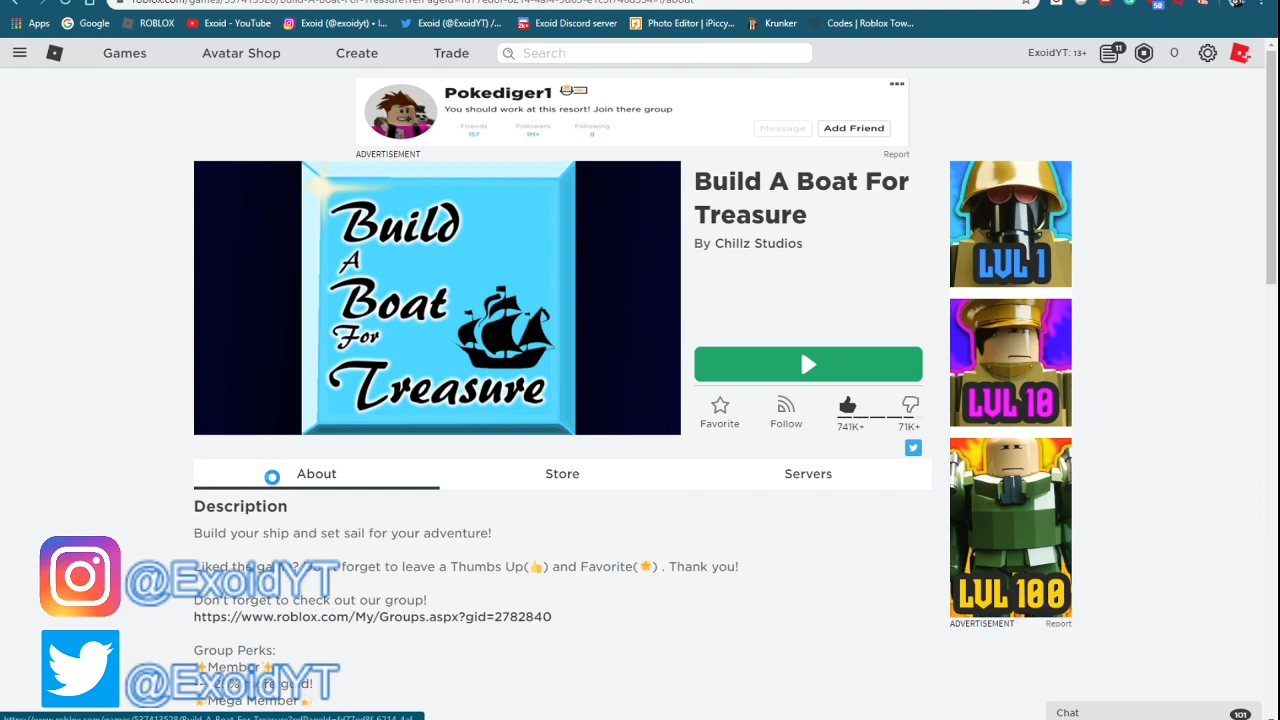 Apps
Google
ROBLOX
Exoid - YouTube
Exoid (@exoidyt) •
Exoid (@ExoidYT) /
Exoid Discord server
Photo Editor | iPiccy...
Krunker
Codes | Roblox Tow...
Games
Avatar Shop
Create
Trade
Search
ExoidYT: 13+
11
0
Pokediger1
You should work at this resort! Join there group
Friends
Followers
Following
157
1M+
8
Message
Add Friend
ADVERTISEMENT
Report
Build
A
Boat
For
Treasure
Build A Boat For
Treasure
By Chillz Studios
Favorite
Follow
741K+
71K+
LVL 1
LVL 10
LVL 100
ADVERTISEMENT
Report
About
Store
Servers
Description
Build your ship and set sail for your adventure!
Liked the forget to leave a Thumbs Up(👍) and Favorite(⭐) . Thank you!
@ExoidYT
Don't forget to check out our group!
https://www.roblox.com/My/Groups.aspx?gid=2782840
Group Perks:
✨Member✨
@ExoidYT
Mega Member
Chat
101